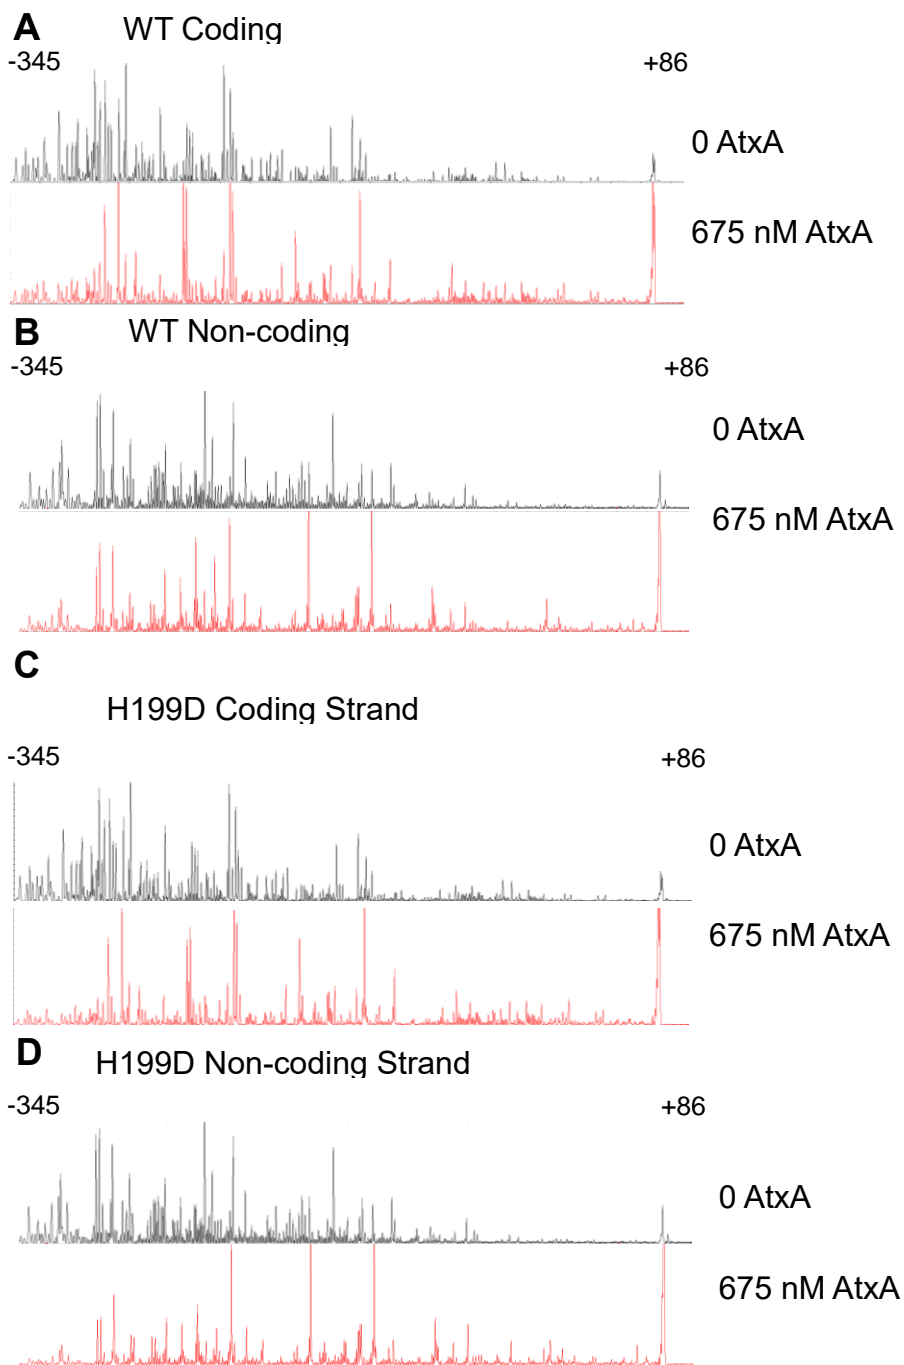 A
WT Coding
-345
+86
0 AtxA
675 nM AtxA
B
WT Non-coding
-345
+86
0 AtxA
675 nM AtxA
C
H199D Coding Strand
-345
+86
0 AtxA
675 nM AtxA
D
H199D Non-coding Strand
-345
+86
0 AtxA
675 nM AtxA